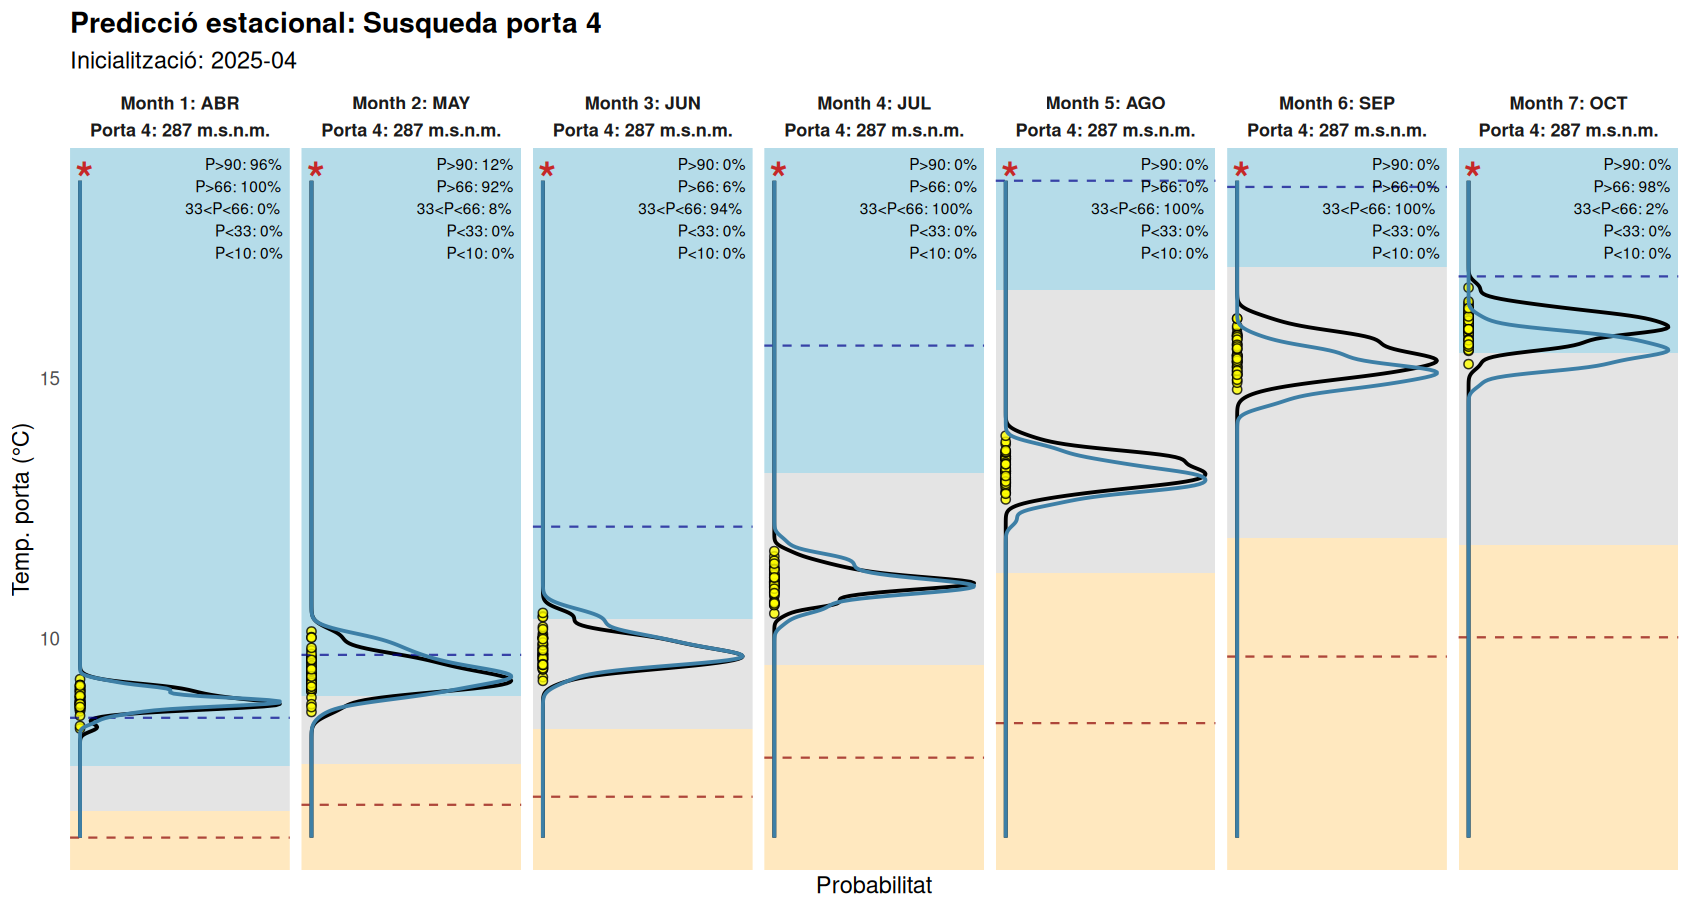 Predicció estacional: Susqueda porta 4
Inicialització: 2025-04
Month 1: ABR
Porta 4: 287 m.s.n.m.
Month 2: MAY
Porta 4: 287 m.s.n.m.
Month 3: JUN
Porta 4: 287 m.s.n.m.
Month 4: JUL
Porta 4: 287 m.s.n.m.
Month 5: AGO
Porta 4: 287 m.s.n.m.
Month 6: SEP
Porta 4: 287 m.s.n.m.
Month 7: OCT
Porta 4: 287 m.s.n.m.
*
P>90: 96%
P>66: 100%
33<P<66: 0%
P<33: 0%
P<10: 0%
*
P>90: 12%
P>66: 92%
33<P<66: 8%
P<33: 0%
P<10: 0%
*
P>90: 0%
P>66: 6%
33<P<66: 94%
P<33: 0%
P<10: 0%
*
P>90: 0%
P>66: 0%
33<P<66: 100%
P<33: 0%
P<10: 0%
*
P>90: 0%
P>66: 0%
33<P<66: 100%
P<33: 0%
P<10: 0%
*
P>90: 0%
P>66: 0%
33<P<66: 100%
P<33: 0%
P<10: 0%
*
P>90: 0%
P>66: 98%
33<P<66: 2%
P<33: 0%
P<10: 0%
15
10
Temp. porta (°C)
Probabilitat